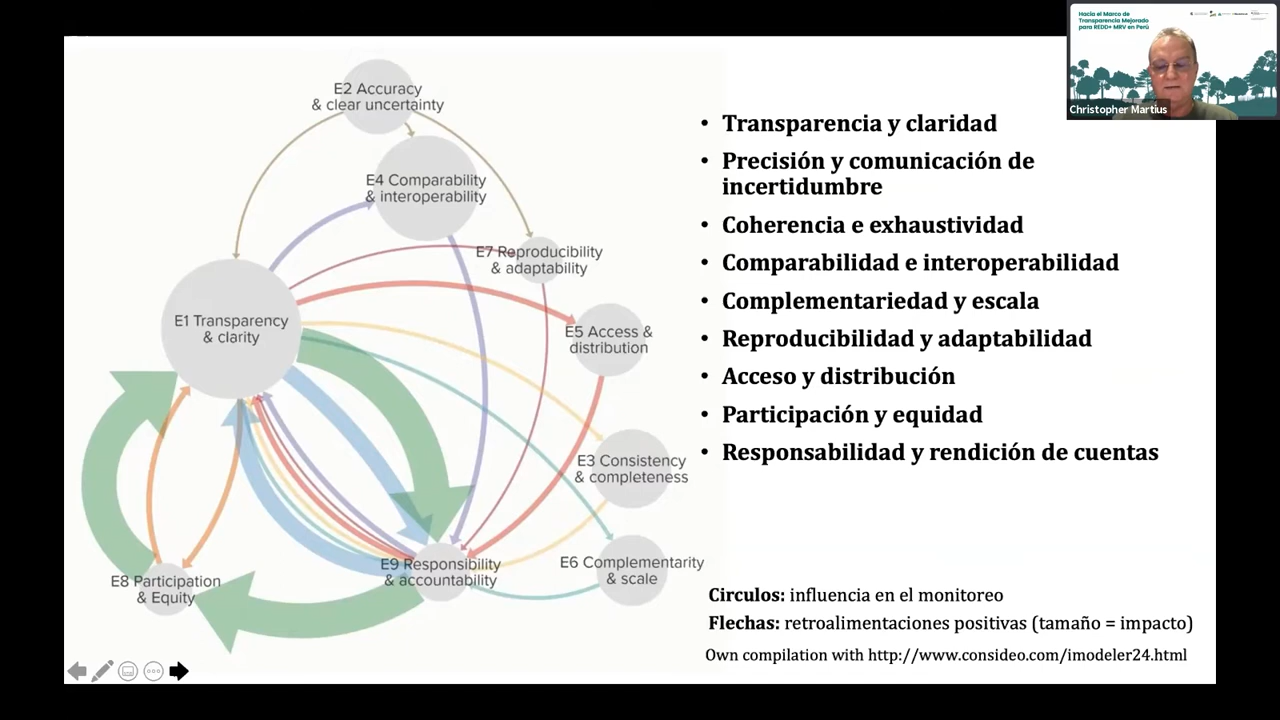 Hacia el Marco de
Transparencia Mejorado
para REDD+ MRV en Perú
Christopher Martius
E2 Accuracy
& clear uncertainty
E4 Comparability
& interoperability
E7 Reproducibility
& adaptability
E1 Transparency
& clarity
E5 Access &
distribution
E3 Consistency
& completeness
E9 Responsibility
& accountability
E6 Complementarity
& scale
E8 Participation
& Equity
• Transparencia y claridad
• Precisión y comunicación de
incertidumbre
• Coherencia e exhaustividad
• Comparabilidad e interoperabilidad
• Complementariedad y escala
• Reproducibilidad y adaptabilidad
• Acceso y distribución
• Participación y equidad
• Responsabilidad y rendición de cuentas
Circulos: influencia en el monitoreo
Flechas: retroalimentaciones positivas (tamaño = impacto)
Own compilation with http://www.consideo.com/imodeler24.html